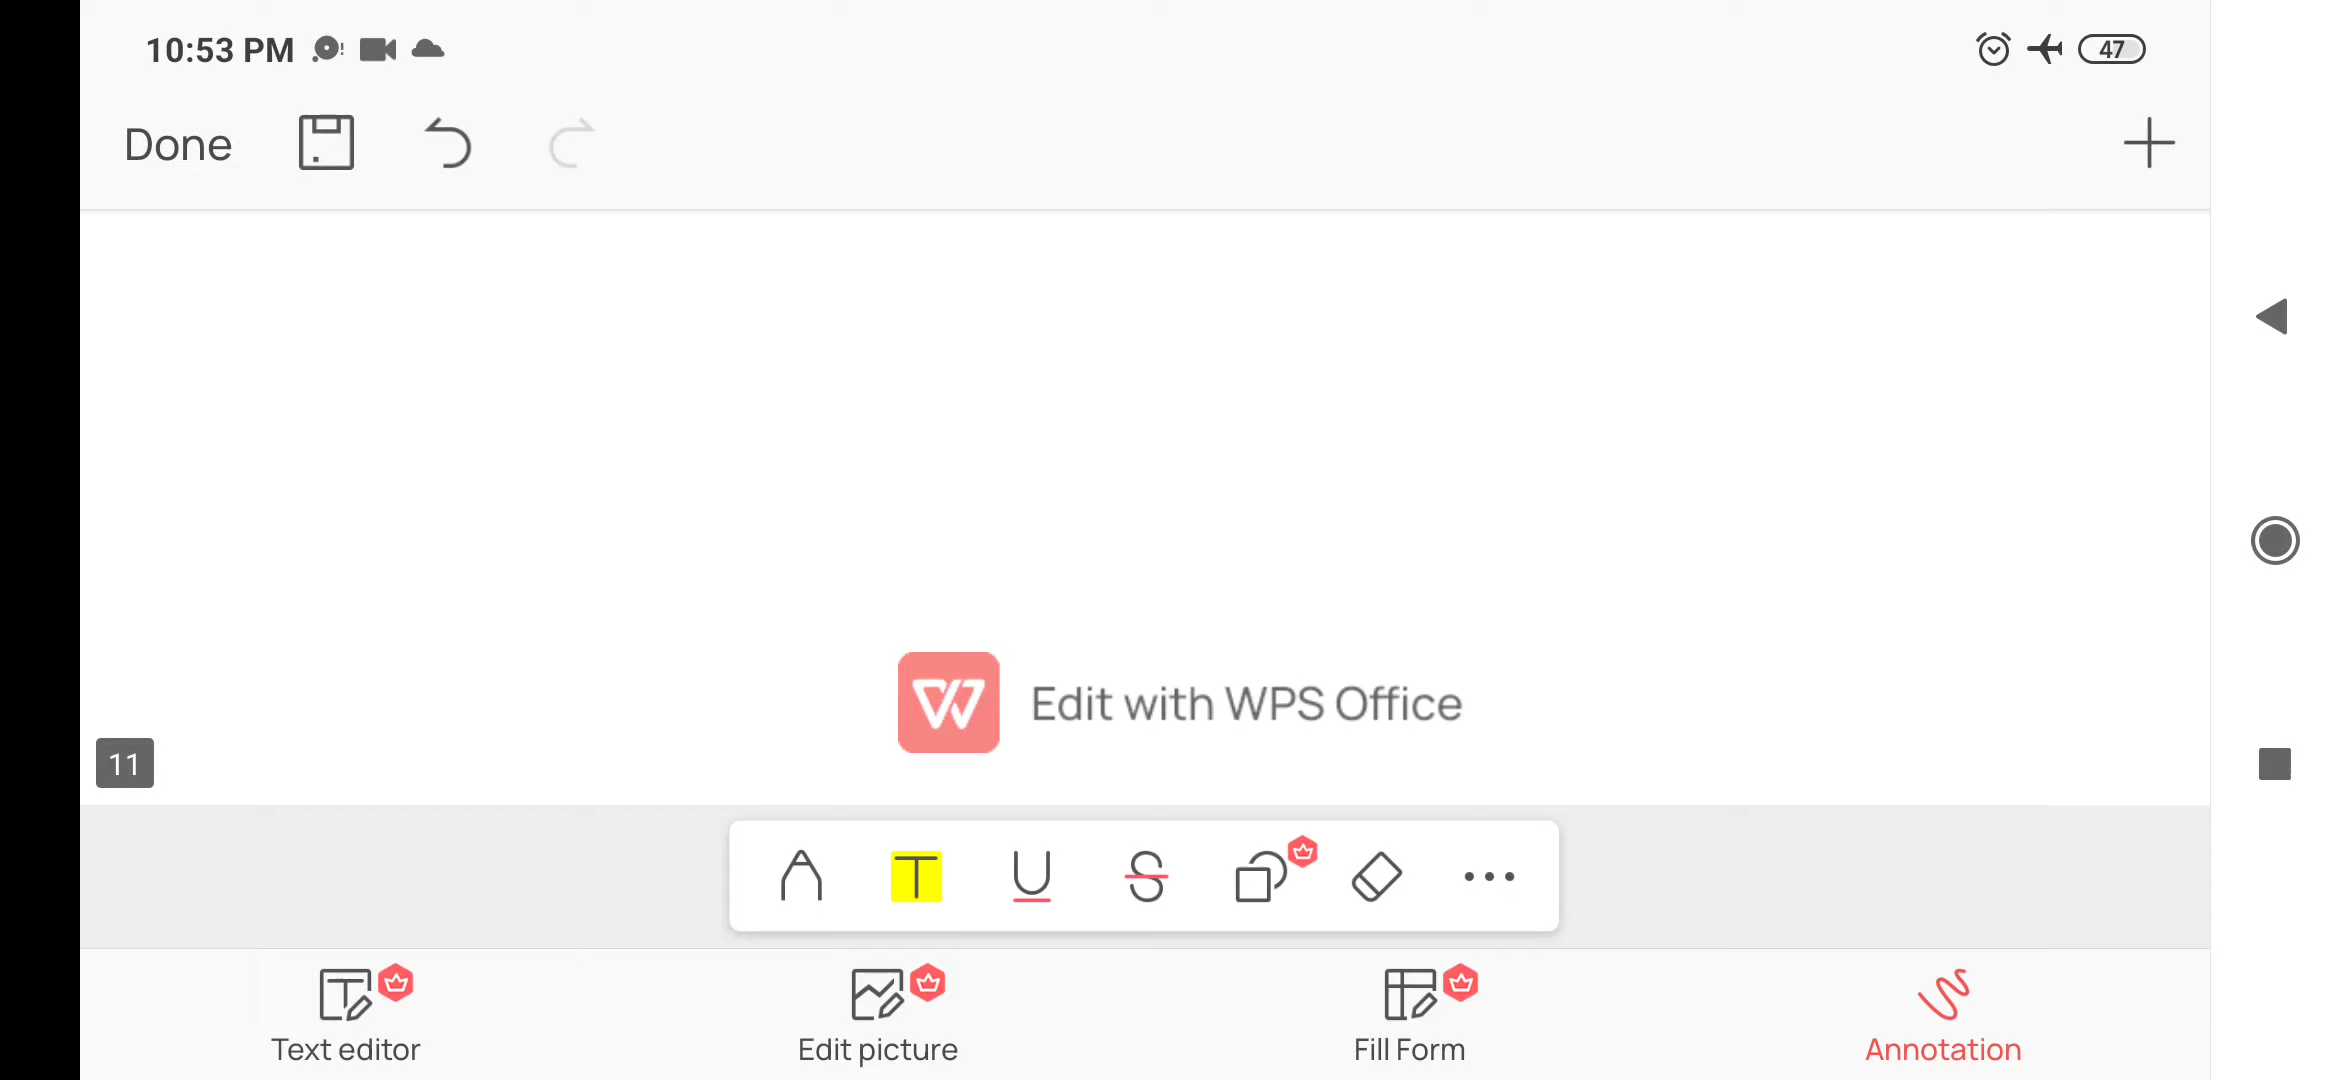 10:53 PM
47
Done
Edit with WPS Office
11
T
U
S
Text editor
Edit picture
Fill Form
Annotation